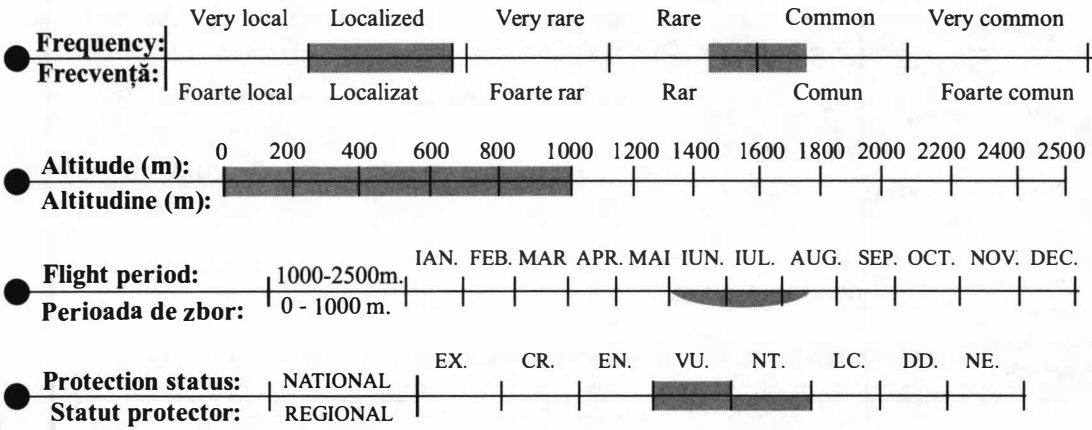 Very local Localized Very rare Rare Common Very common
Frequency:
Frecvență:
Foarte local Localizat Foarte rar Rar Comun Foarte comun
0 200 400 600 800 1000 1200 1400 1600 1800 2000 2200 2400 2500
Altitude (m):
Altitudine (m):
IAN. FEB. MAR APR. MAI IUN. IUL. AUG. SEP. OCT. NOV. DEC.
Flight period: 1000-2500m.
Perioada de zbor: 0 - 1000 m.
EX. CR. EN. VU. NT. LC. DD. NE.
Protection status: NATIONAL
Statut protector: REGIONAL